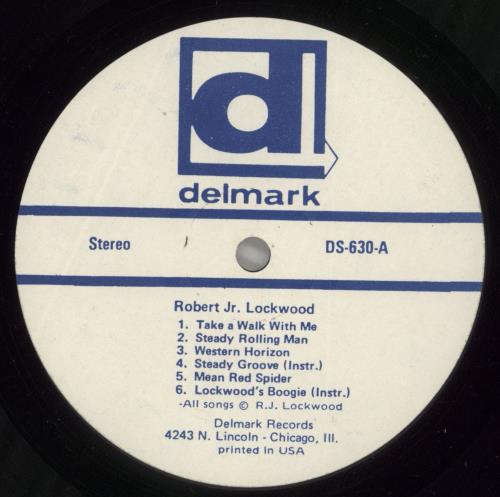 d
delmark
Stereo
DS-630-A
Robert Jr. Lockwood
1. Take a Walk With Me
2. Steady Rolling Man
3. Western Horizon
4. Steady Groove (Instr.)
5. Mean Red Spider
6. Lockwood's Boogie (Instr.)
-All songs © R.J. Lockwood
Delmark Records
4243 N. Lincoln - Chicago, Ill.
printed in USA